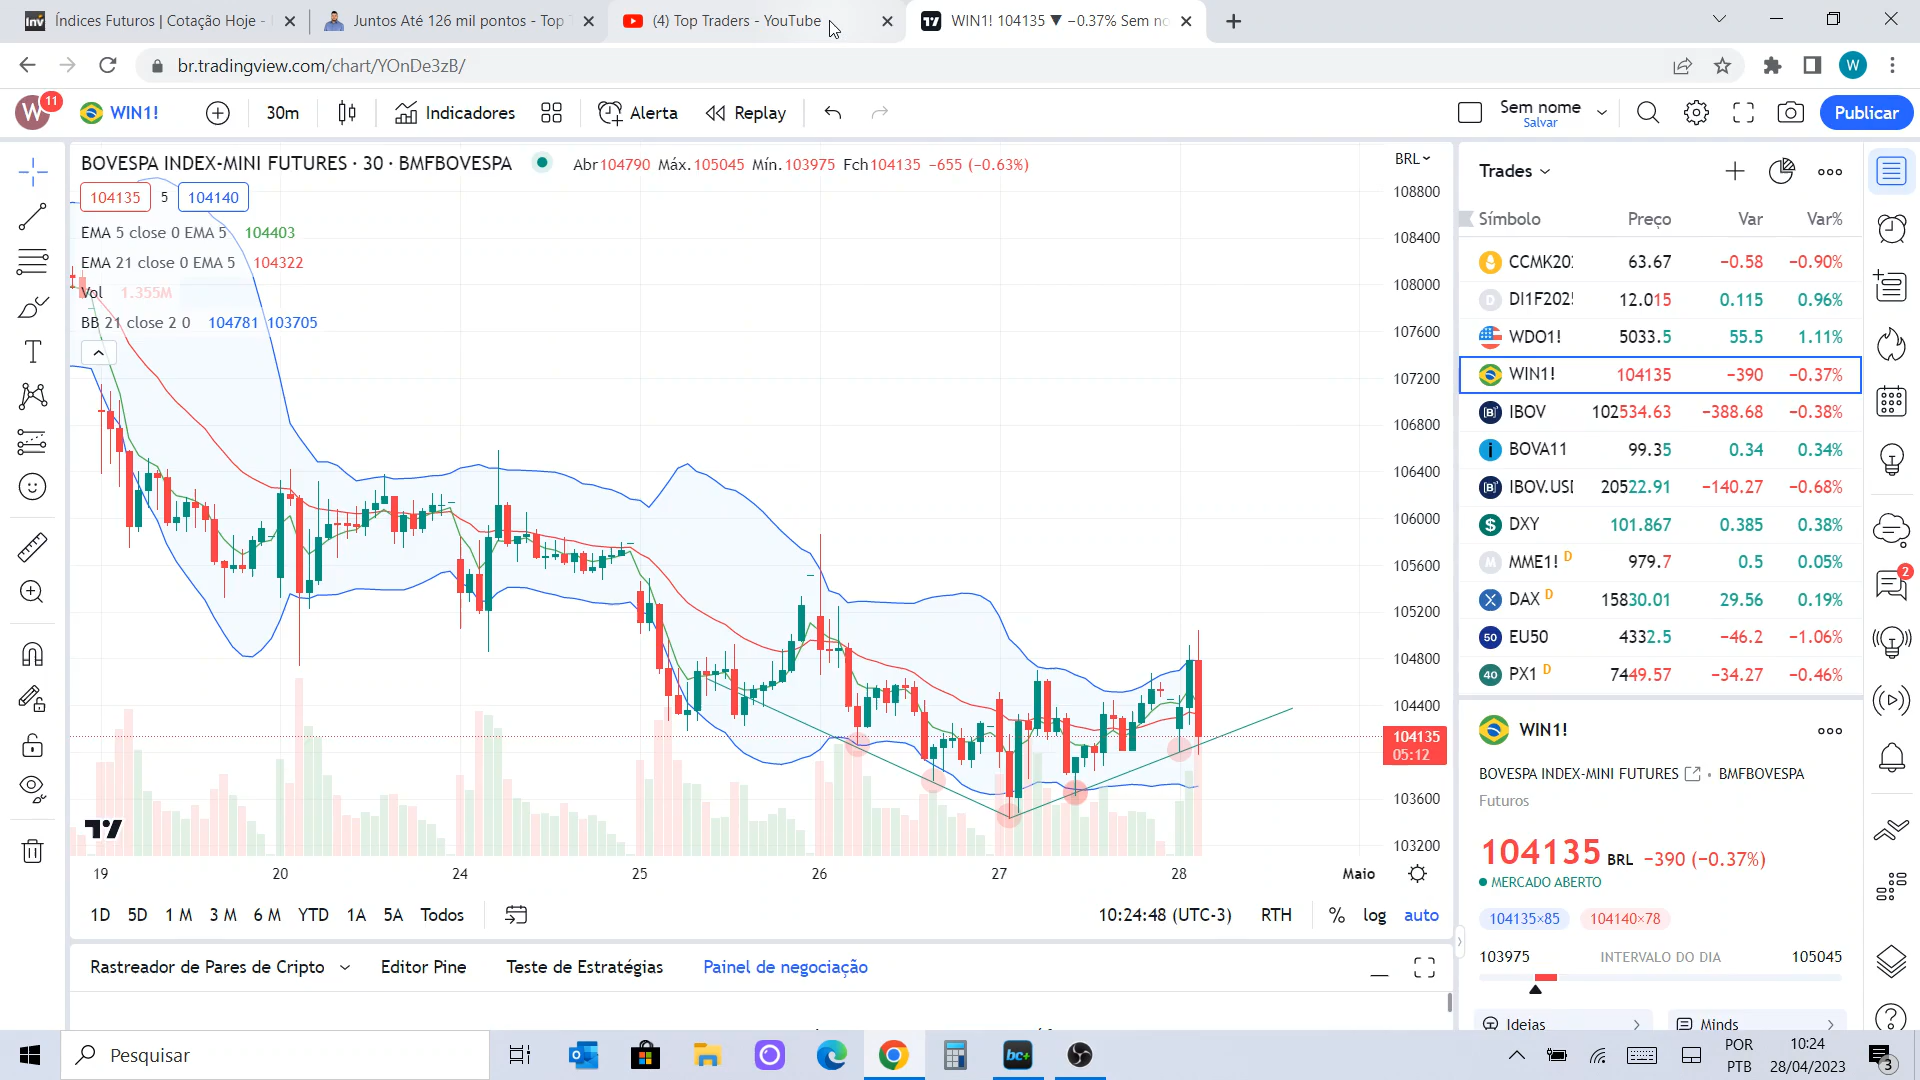 Índices Futuros | Cotação Hoje -
Juntos Até 126 mil pontos - Top
(4) Top Traders - YouTube
WIN1! 104135 ▼ −0.37% Sem no
br.tradingview.com/chart/YOnDe3zB/
W
W
11
WIN1!
30m
Indicadores
Alerta
Replay
Sem nome
Salvar
Publicar
BOVESPA INDEX-MINI FUTURES · 30 · BMFBOVESPA
Abr104790 Máx.105045 Mín.103975 Fch104135 −655 (−0.63%)
104135
5
104140
EMA 5 close 0 EMA 5 104403
EMA 21 close 0 EMA 5 104322
Vol 1.355M
BB 21 close 2 0 104781 103705
BRL
108800
108400
108000
107600
107200
106800
106400
106000
105600
105200
104800
104400
104135
05:12
103600
103200
19
20
24
25
26
27
28
Maio
1D
5D
1 M
3 M
6 M
YTD
1A
5A
Todos
10:24:48 (UTC-3)
RTH
%
log
auto
Rastreador de Pares de Cripto
Editor Pine
Teste de Estratégias
Painel de negociação
Trades
Símbolo Preço Var Var%
CCMK20 63.67 −0.58 −0.90%
DI1F202 12.015 0.115 0.96%
WDO1! 5033.5 55.5 1.11%
WIN1! 104135 −390 −0.37%
IBOV 102534.63 −388.68 −0.38%
BOVA11 99.35 0.34 0.34%
IBOV.USD 20522.91 −140.27 −0.68%
DXY 101.867 0.385 0.38%
MME1! D 979.7 0.5 0.05%
DAX D 15830.01 29.56 0.19%
EU50 4332.5 −46.2 −1.06%
PX1 D 7449.57 −34.27 −0.46%
2
WIN1!
BOVESPA INDEX-MINI FUTURES • BMFBOVESPA
Futuros
104135 BRL −390 (−0.37%)
MERCADO ABERTO
104135×85
104140×78
103975 INTERVALO DO DIA 105045
Ideias
Minds
Pesquisar
bc+
POR
PTB
10:24
28/04/2023
3